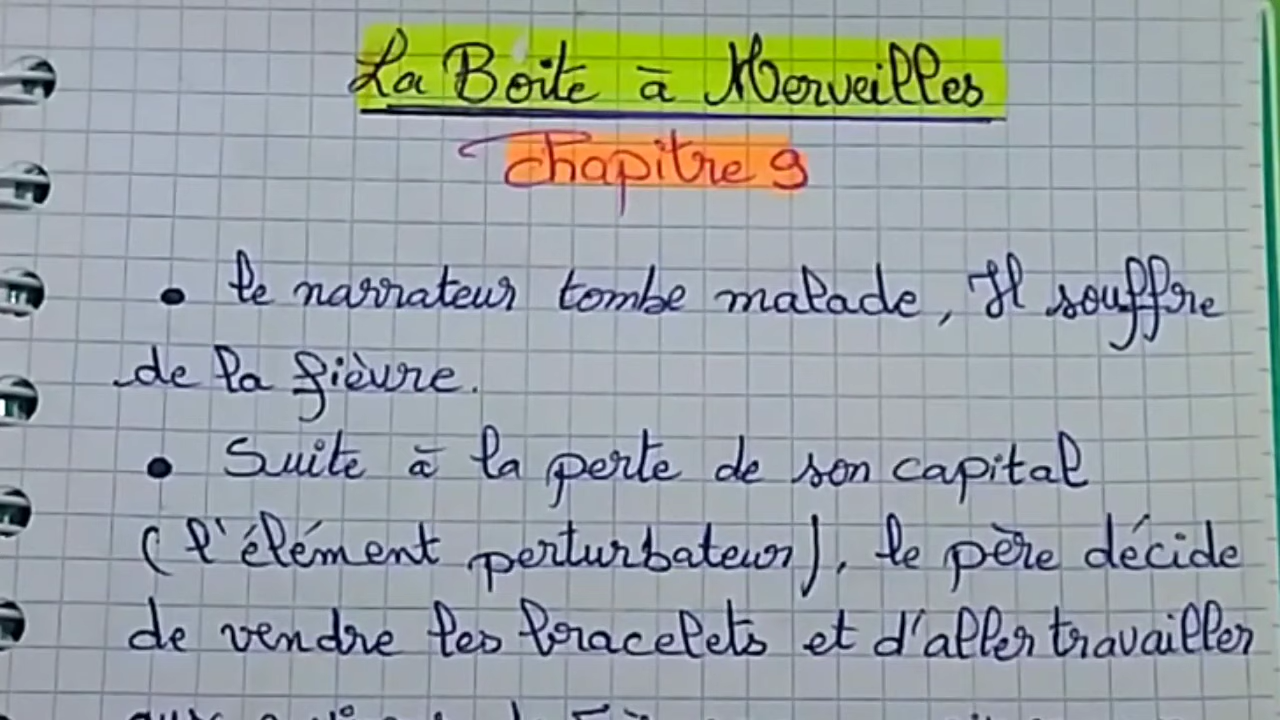 La Boîte à Merveilles
Chapitre 9
• le narrateur tombe malade, Il souffre
de la fièvre.
• Suite à la perte de son capital
(l'élément perturbateur), le père décide
de vendre les bracelets et d'aller travailler